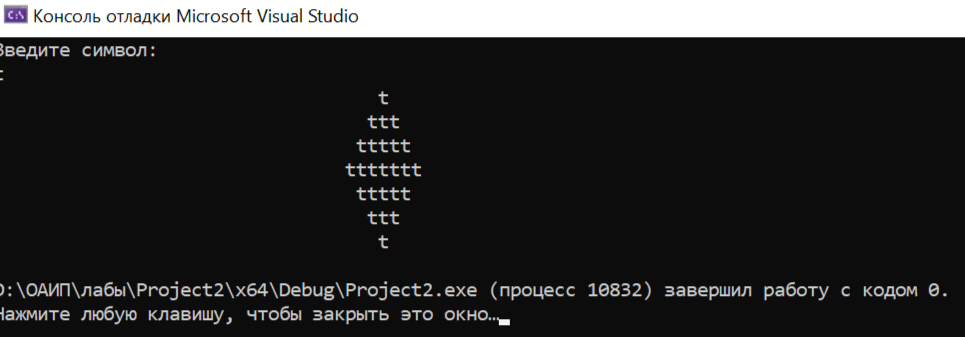 Консоль отладки Microsoft Visual Studio
Введите символ:
t
t
ttt
ttttt
ttttttt
ttttt
ttt
t
D:\ОАИП\лабы\Project2\x64\Debug\Project2.exe (процесс 10832) завершил работу с кодом 0.
Нажмите любую клавишу, чтобы закрыть это окно…